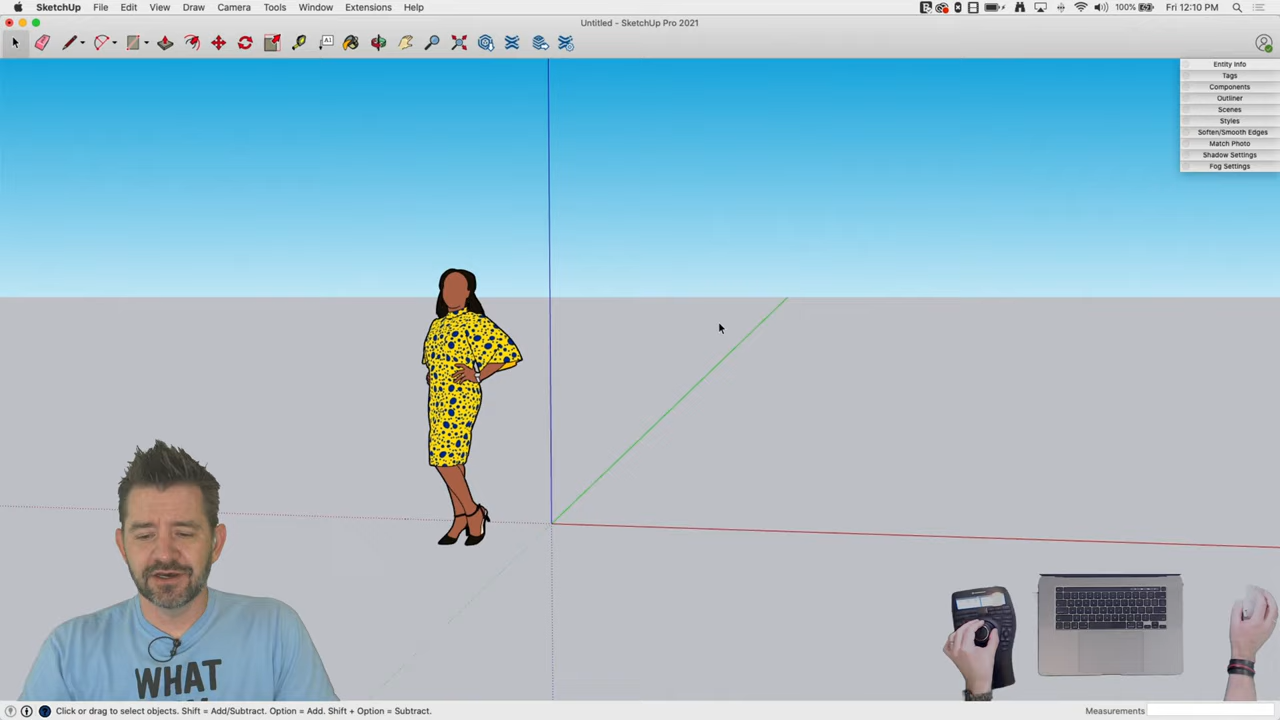 SketchUp File Edit View Draw Camera Tools Window Extensions Help 100% Fri 12:10 PM
Untitled - SketchUp Pro 2021
A1
Entity Info
Tags
Components
Outliner
Scenes
Styles
Soften/Smooth Edges
Match Photo
Shadow Settings
Fog Settings
WHAT
Click or drag to select objects. Shift = Add/Subtract. Option = Add. Shift + Option = Subtract.
Measurements